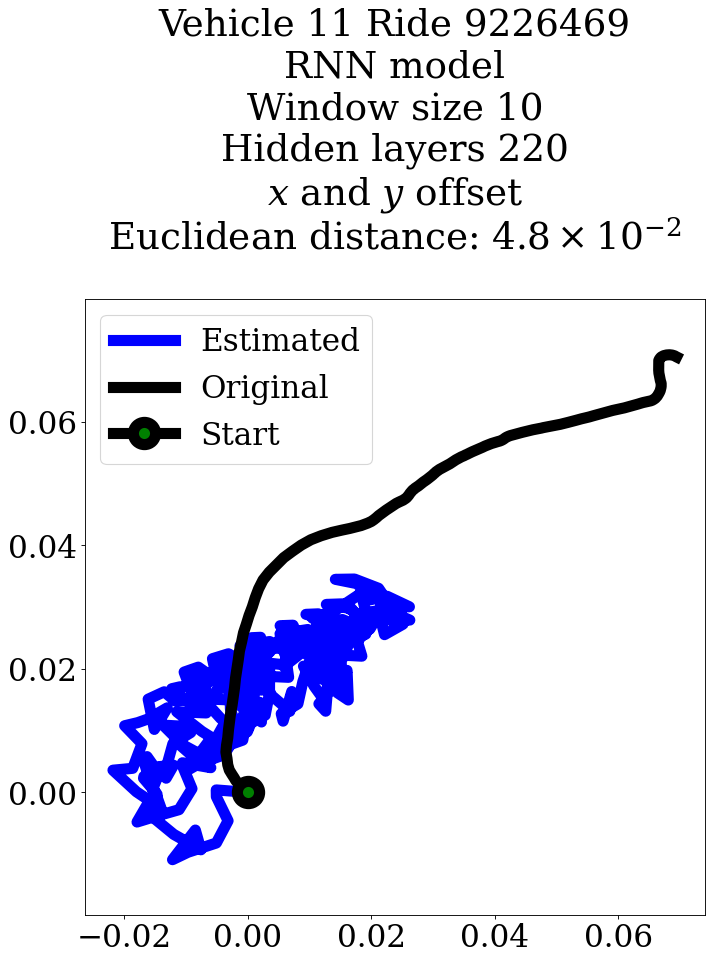 Vehicle 11 Ride 9226469
RNN model
Window size 10
Hidden layers 220
x and y offset
Euclidean distance: 4.8 × 10⁻²
Estimated
Original
Start
0.06
0.04
0.02
0.00
−0.02 0.00 0.02 0.04 0.06